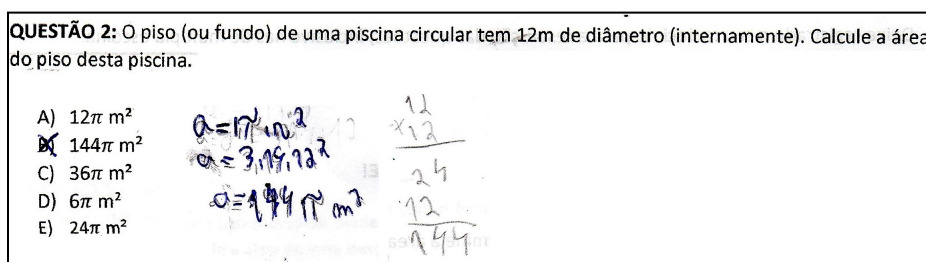 QUESTÃO 2: O piso (ou fundo) de uma piscina circular tem 12m de diâmetro (internamente). Calcule a área
do piso desta piscina.
A) 12π m²
B) 144π m²
C) 36π m²
D) 6π m²
E) 24π m²
a=π.r²
a=3,14.12²
a=144π m²
12
×12
24
12
144